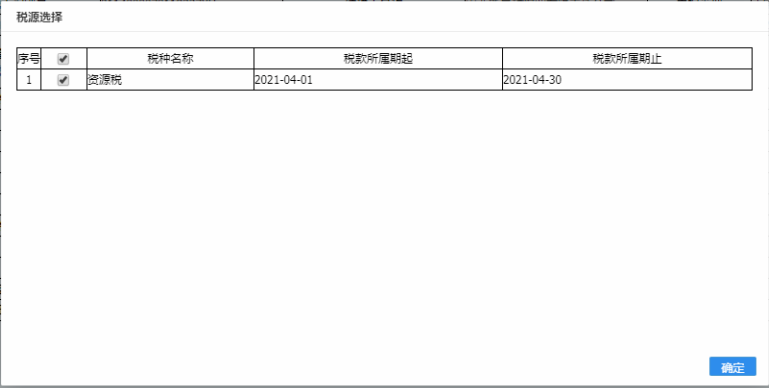 税源选择
序号 税种名称 税款所属期起 税款所属期止
1 资源税 2021-04-01 2021-04-30
确定